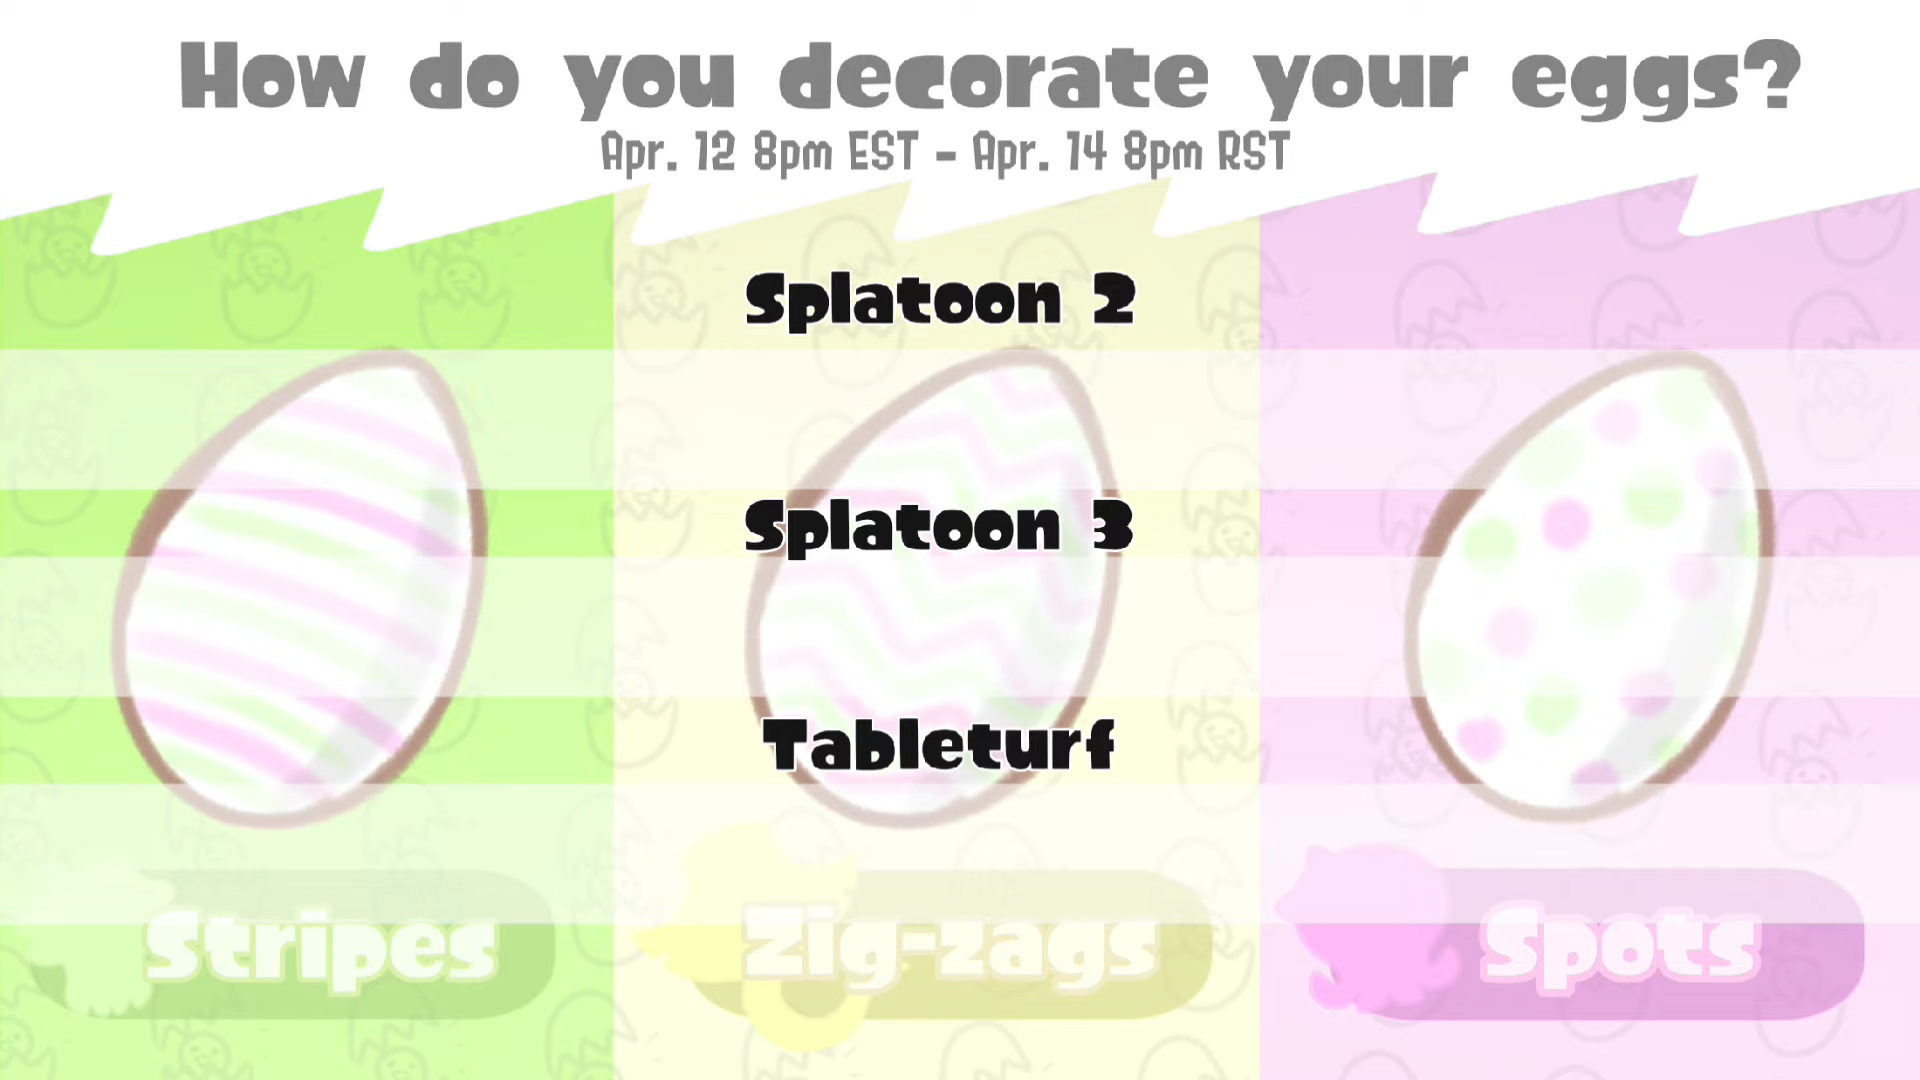 How do you decorate your eggs?
Apr. 12 8pm EST - Apr. 14 8pm RST
Splatoon 2
Splatoon 3
Tableturf
Stripes Zig-zags Spots